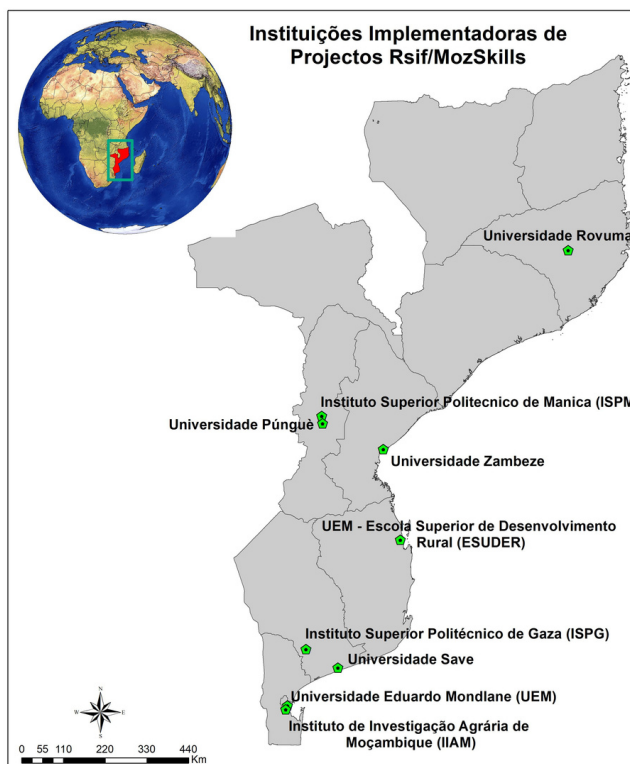 Instituições Implementadoras de
Projectos Rsif/MozSkills
Universidade Rovuma
Instituto Superior Politecnico de Manica (ISPM
Universidade Púnguè
Universidade Zambeze
UEM - Escola Superior de Desenvolvimento
Rural (ESUDER)
Instituto Superior Politécnico de Gaza (ISPG)
Universidade Save
Universidade Eduardo Mondlane (UEM)
Instituto de Investigação Agrária de
Moçambique (IIAM)
N
W E
S
0 55 110 220 330 440
Km